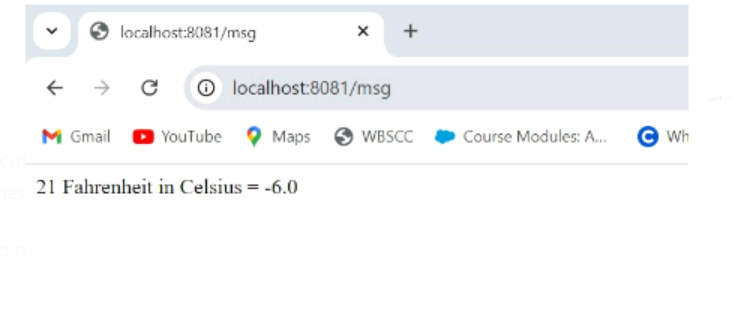 localhost:8081/msg
localhost:8081/msg
Gmail YouTube Maps WBSCC Course Modules: A... Wh
21 Fahrenheit in Celsius = -6.0